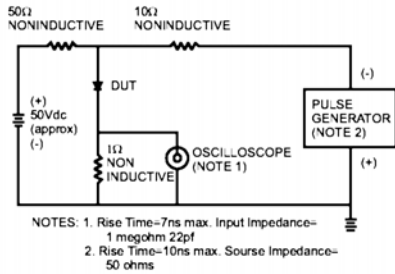 50Ω
NONINDUCTIVE
10Ω
NONINDUCTIVE
(+)
50Vdc
(approx)
(-)
DUT
1Ω
NON
INDUCTIVE
OSCILLOSCOPE
(NOTE 1)
(-)
PULSE
GENERATOR
(NOTE 2)
(+)
NOTES: 1. Rise Time=7ns max. Input Impedance=
1 megohm 22pf
2. Rise Time=10ns max. Sourse Impedance=
50 ohms